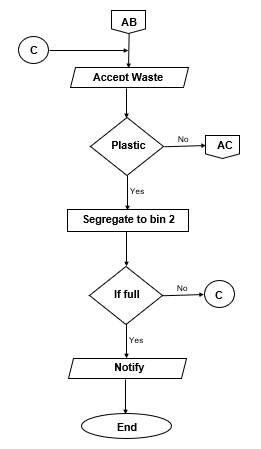 AB
C
Accept Waste
Plastic
No
AC
Yes
Segregate to bin 2
If full
No
C
Yes
Notify
End